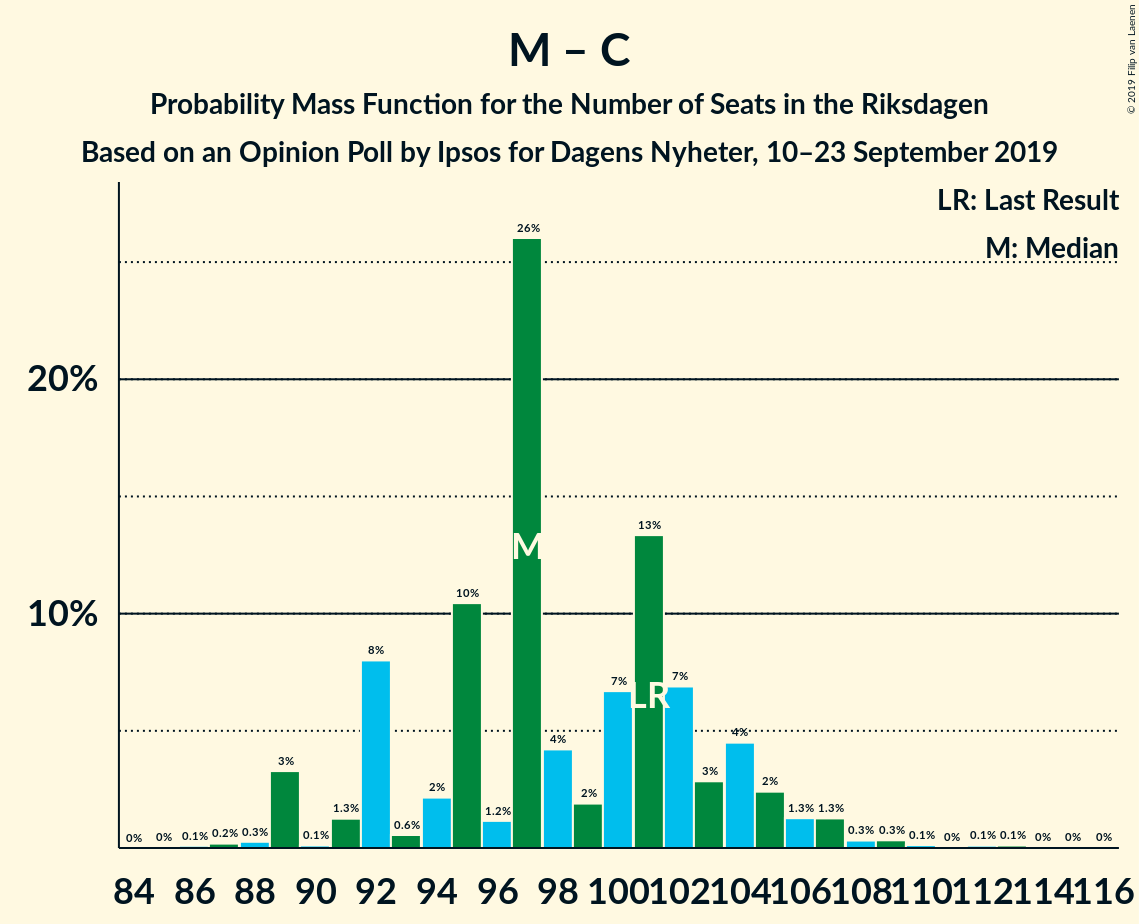 © 2019 Filip van Laenen
M – C
Probability Mass Function for the Number of Seats in the Riksdagen
Based on an Opinion Poll by Ipsos for Dagens Nyheter, 10–23 September 2019
LR: Last Result
M: Median
20%
10%
0% 0% 0.1% 0.2% 0.3% 3% 0.1% 1.3% 8% 0.6% 2% 10% 1.2% 26% 4% 2% 7% 13% 7% 3% 4% 2% 1.3% 1.3% 0.3% 0.3% 0.1% 0% 0.1% 0.1% 0% 0% 0%
M
LR
84 86 88 90 92 94 96 98 100 102 104 106 108 110 112 114 116